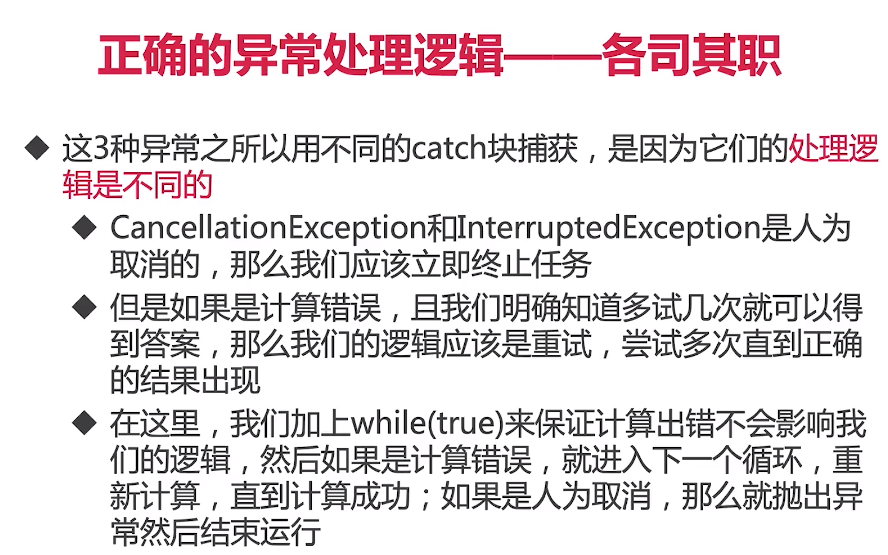 正确的异常处理逻辑——各司其职
◆ 这3种异常之所以用不同的catch块捕获，是因为它们的处理逻
辑是不同的
◆ CancellationException和InterruptedException是人为
取消的，那么我们应该立即终止任务
◆ 但是如果是计算错误，且我们明确知道多试几次就可以得
到答案，那么我们的逻辑应该是重试，尝试多次直到正确
的结果出现
◆ 在这里，我们加上while(true)来保证计算出错不会影响我
们的逻辑，然后如果是计算错误，就进入下一个循环，重
新计算，直到计算成功；如果是人为取消，那么就抛出异
常然后结束运行